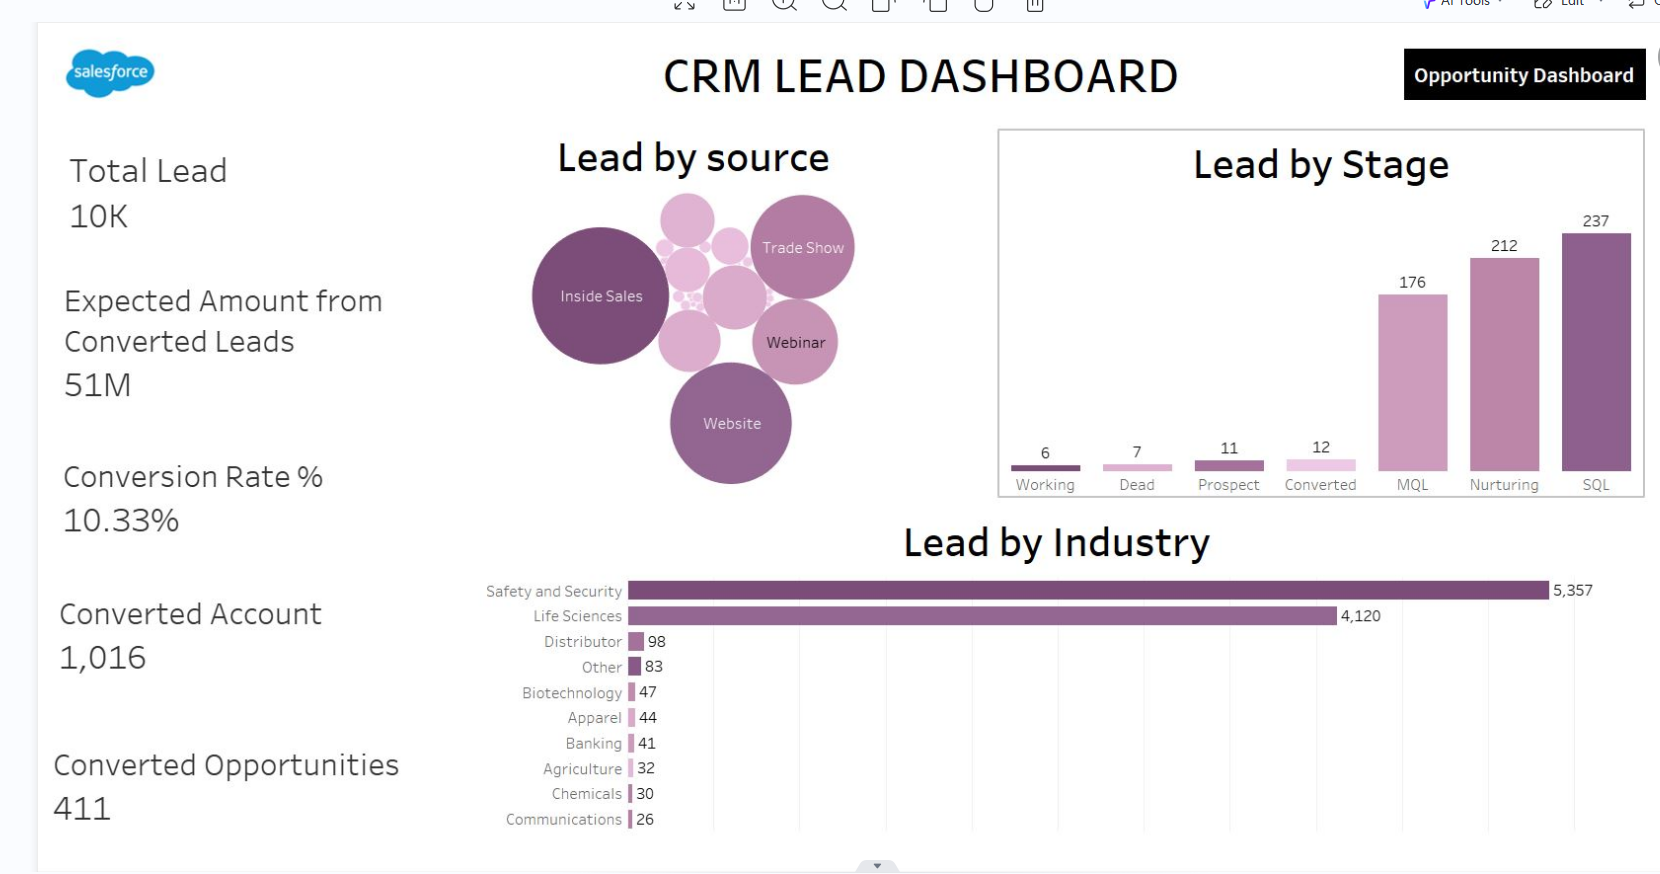 AI Tools
Edit
salesforce
CRM LEAD DASHBOARD
Opportunity Dashboard
Total Lead
10K
Expected Amount from
Converted Leads
51M
Conversion Rate %
10.33%
Converted Account
1,016
Converted Opportunities
411
Lead by source
Trade Show
Inside Sales
Webinar
Website
Lead by Stage
237
212
176
12
11
7
6
Working Dead Prospect Converted MQL Nurturing SQL
Lead by Industry
Safety and Security 5,357
Life Sciences 4,120
Distributor 98
Other 83
Biotechnology 47
Apparel 44
Banking 41
Agriculture 32
Chemicals 30
Communications 26